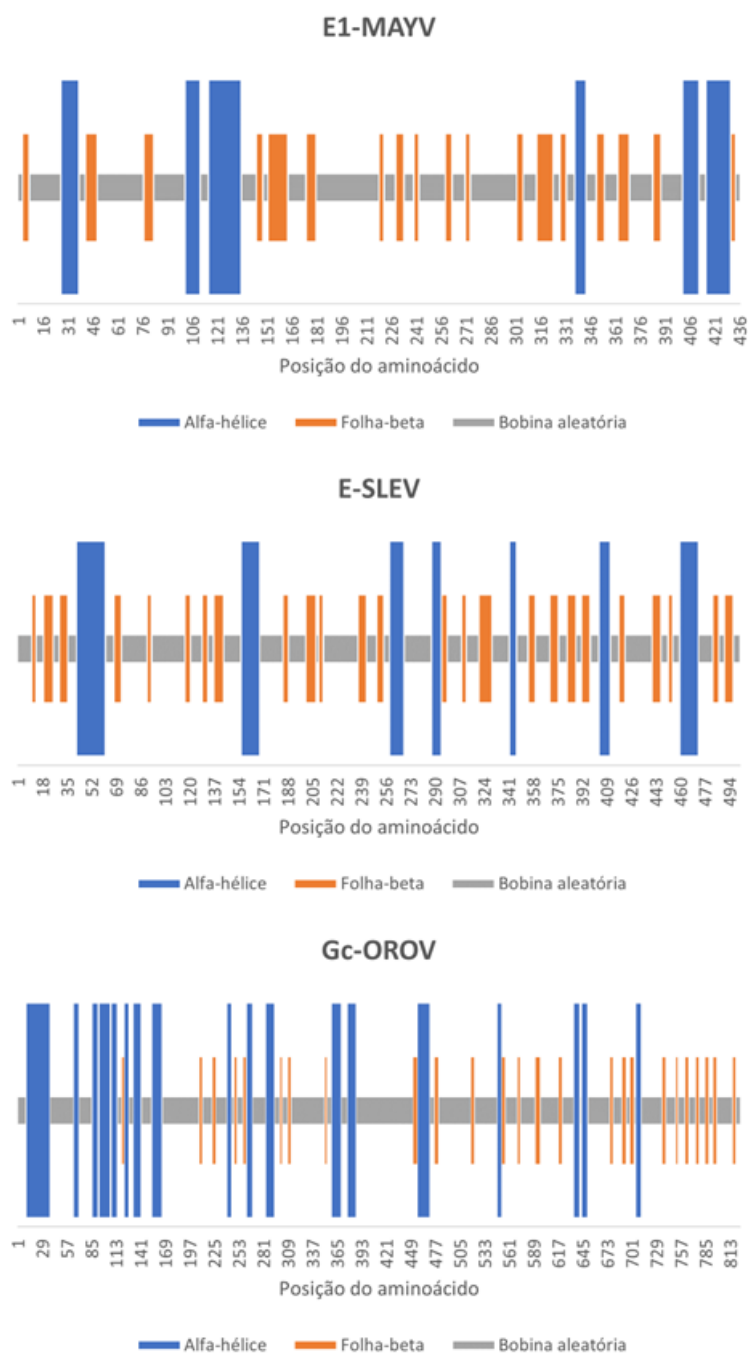 E1-MAYV
1 16 31 46 61 76 91 106 121 136 151 166 181 196 211 226 241 256 271 286 301 316 331 346 361 376 391 406 421 436
Posição do aminoácido
Alfa-hélice Folha-beta Bobina aleatória
E-SLEV
1 18 35 52 69 86 103 120 137 154 171 188 205 222 239 256 273 290 307 324 341 358 375 392 409 426 443 460 477 494
Posição do aminoácido
Alfa-hélice Folha-beta Bobina aleatória
Gc-OROV
1 29 57 85 113 141 169 197 225 253 281 309 337 365 393 421 449 477 505 533 561 589 617 645 673 701 729 757 785 813
Posição do aminoácido
Alfa-hélice Folha-beta Bobina aleatória